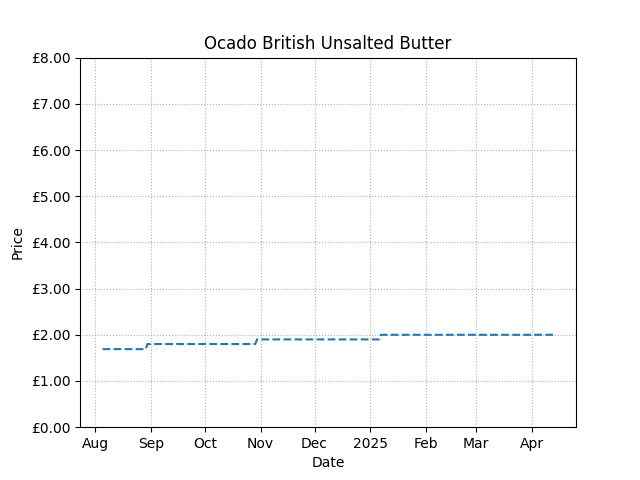 Ocado British Unsalted Butter
£8.00
£7.00
£6.00
£5.00
£4.00
£3.00
£2.00
£1.00
£0.00
Price
Aug Sep Oct Nov Dec 2025 Feb Mar Apr
Date